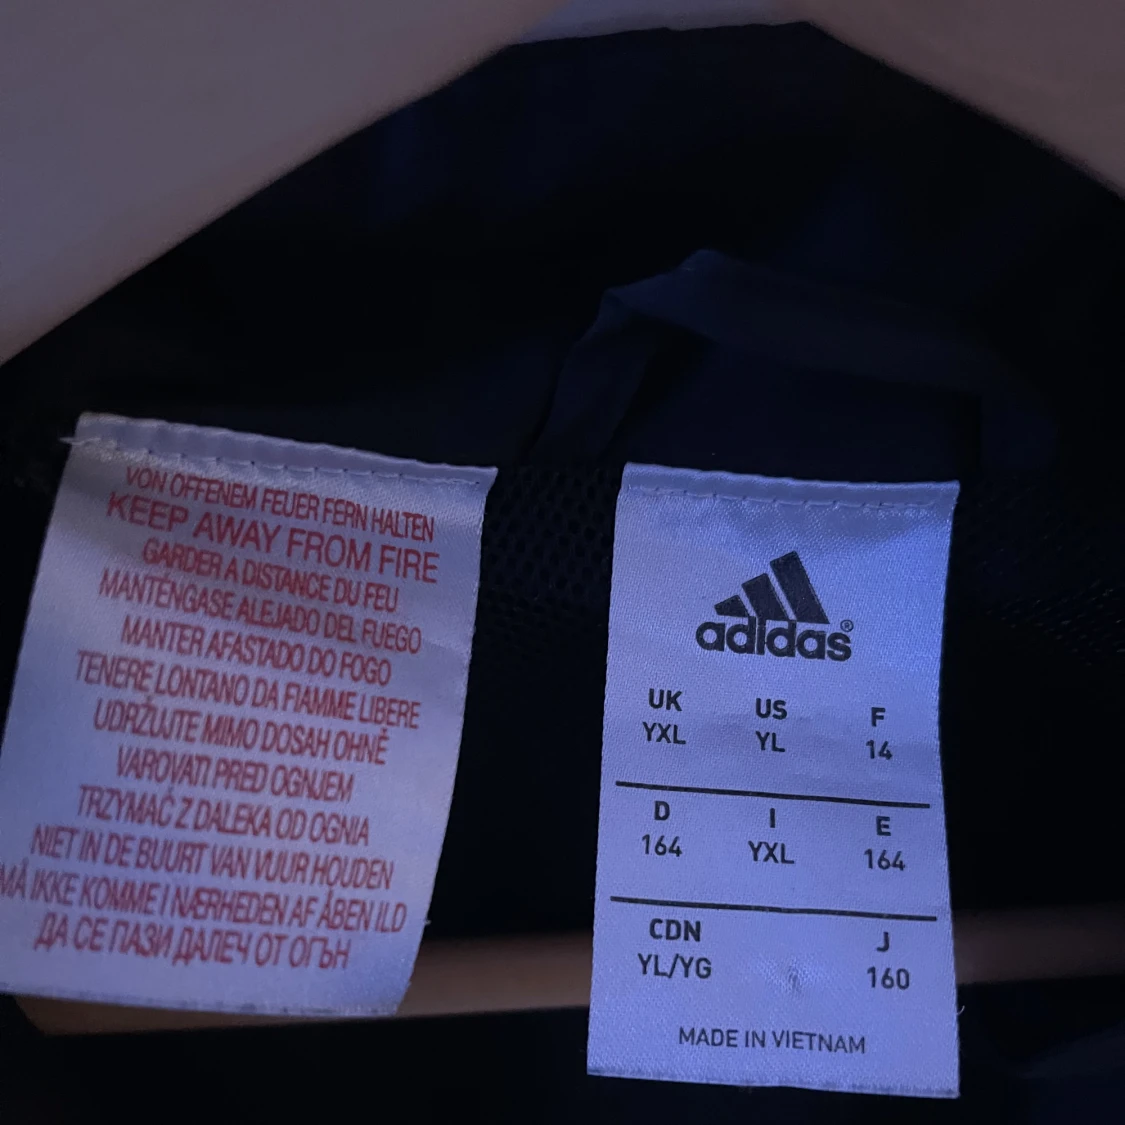 VON OFFENEM FEUER FERN HALTEN
KEEP AWAY FROM FIRE
GARDER A DISTANCE DU FEU
MANTÉNGASE ALEJADO DEL FUEGO
MANTER AFASTADO DO FOGO
TENERE LONTANO DA FIAMME LIBERE
UDRŽUJTE MIMO DOSAH OHNĚ
VAROVATI PRED OGNJEM
TRZYMAĆ Z DALEKA OD OGNIA
NIET IN DE BUURT VAN VUUR HOUDEN
MÅ IKKE KOMME I NÆRHEDEN AF ÅBEN ILD
ДА СЕ ПАЗИ ДАЛЕЧ ОТ ОГЪН
adidas®
UK US F
YXL YL 14
D I E
164 YXL 164
CDN J
YL/YG 160
MADE IN VIETNAM